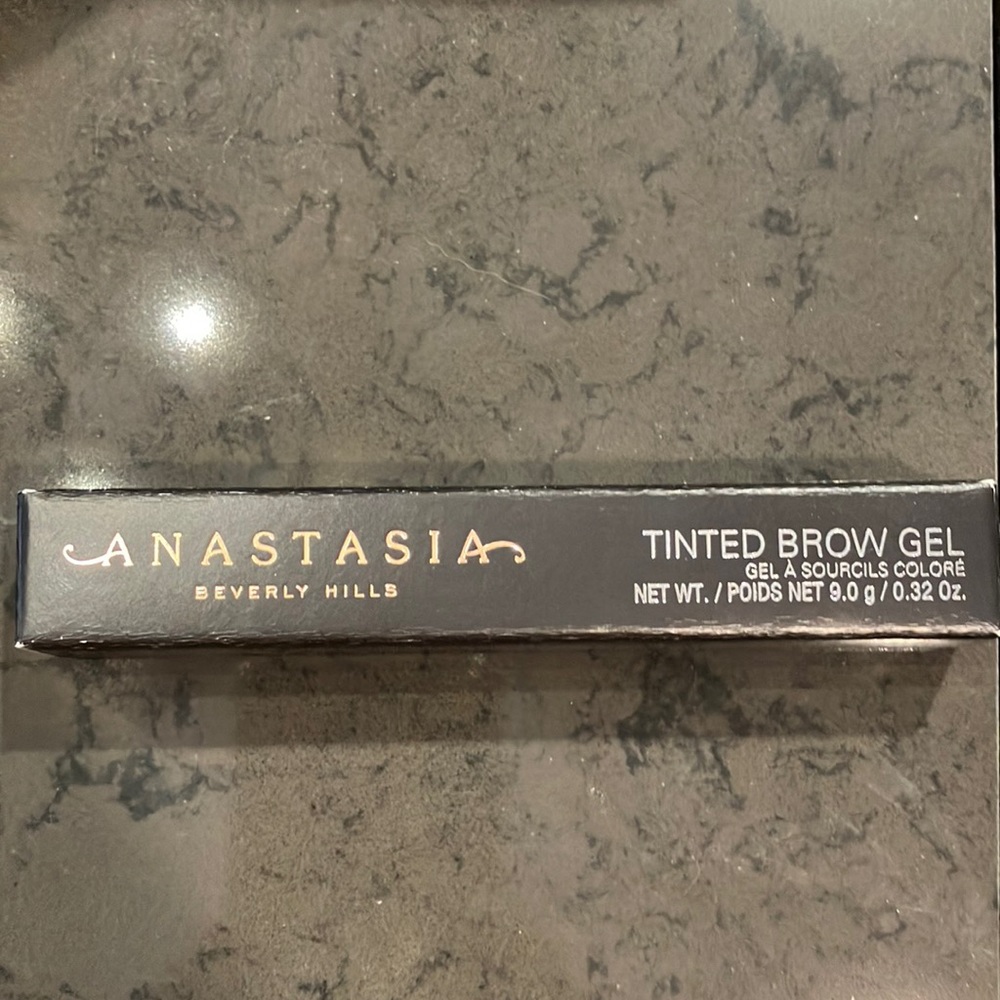 ANASTASIA
BEVERLY HILLS
TINTED BROW GEL
GEL À SOURCILS COLORÉ
NET WT. / POIDS NET 9.0 g / 0.32 Oz.